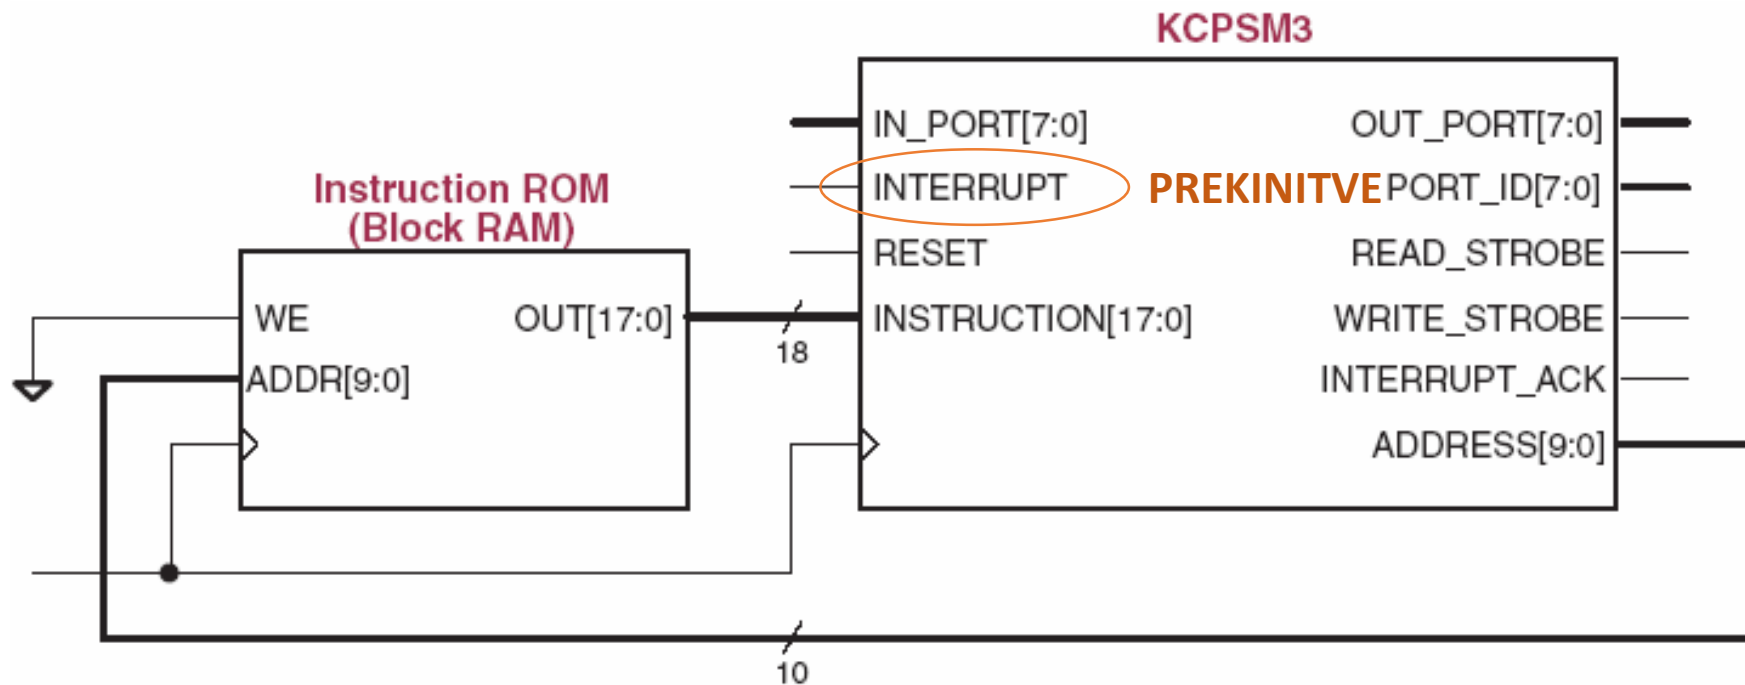 KCPSM3
IN_PORT[7:0]
OUT_PORT[7:0]
Instruction ROM
(Block RAM)
INTERRUPT
PREKINITVE
PORT_ID[7:0]
RESET
READ_STROBE
WE
OUT[17:0]
18
INSTRUCTION[17:0]
WRITE_STROBE
ADDR[9:0]
INTERRUPT_ACK
ADDRESS[9:0]
10